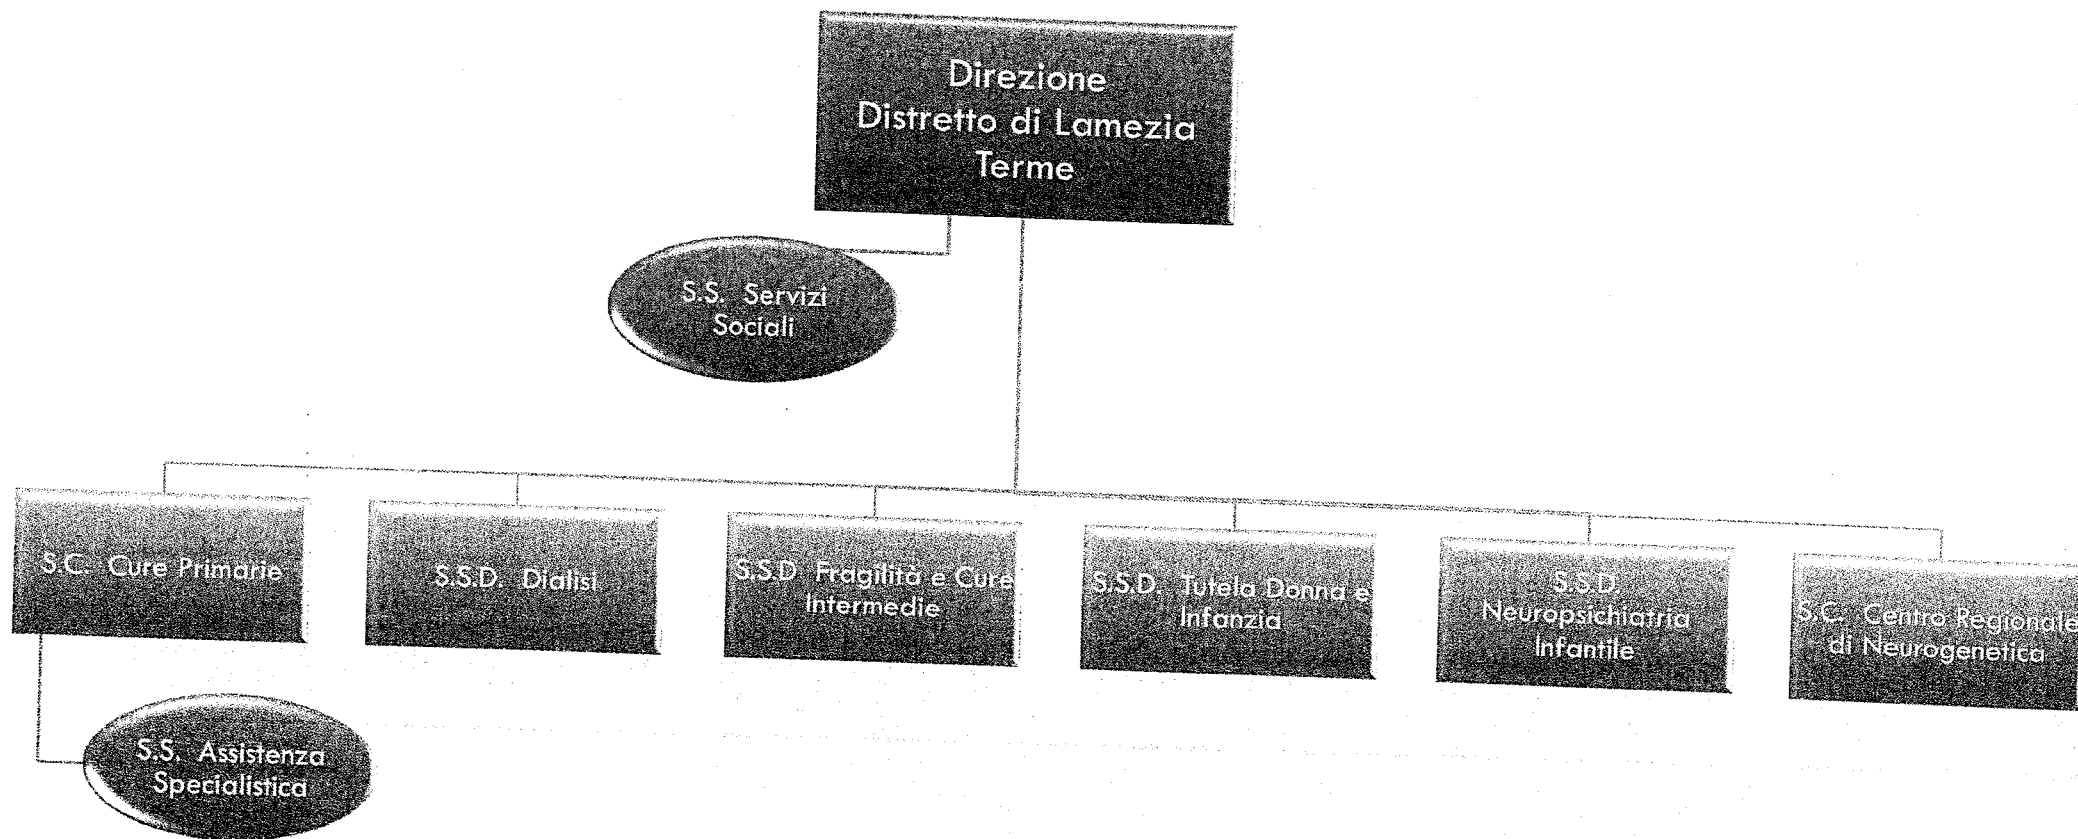 Direzione
Distretto di Lamezia
Terme
S.S. Servizi
Sociali
S.C. Cure Primarie
S.S.D. Dialisi
S.S.D Fragilità e Cure
Intermedie
S.S.D. Tutela Donna e
Infanzia
S.S.D.
Neuropsichiatria
Infantile
S.C. Centro Regionale
di Neurogenetica
S.S. Assistenza
Specialistica